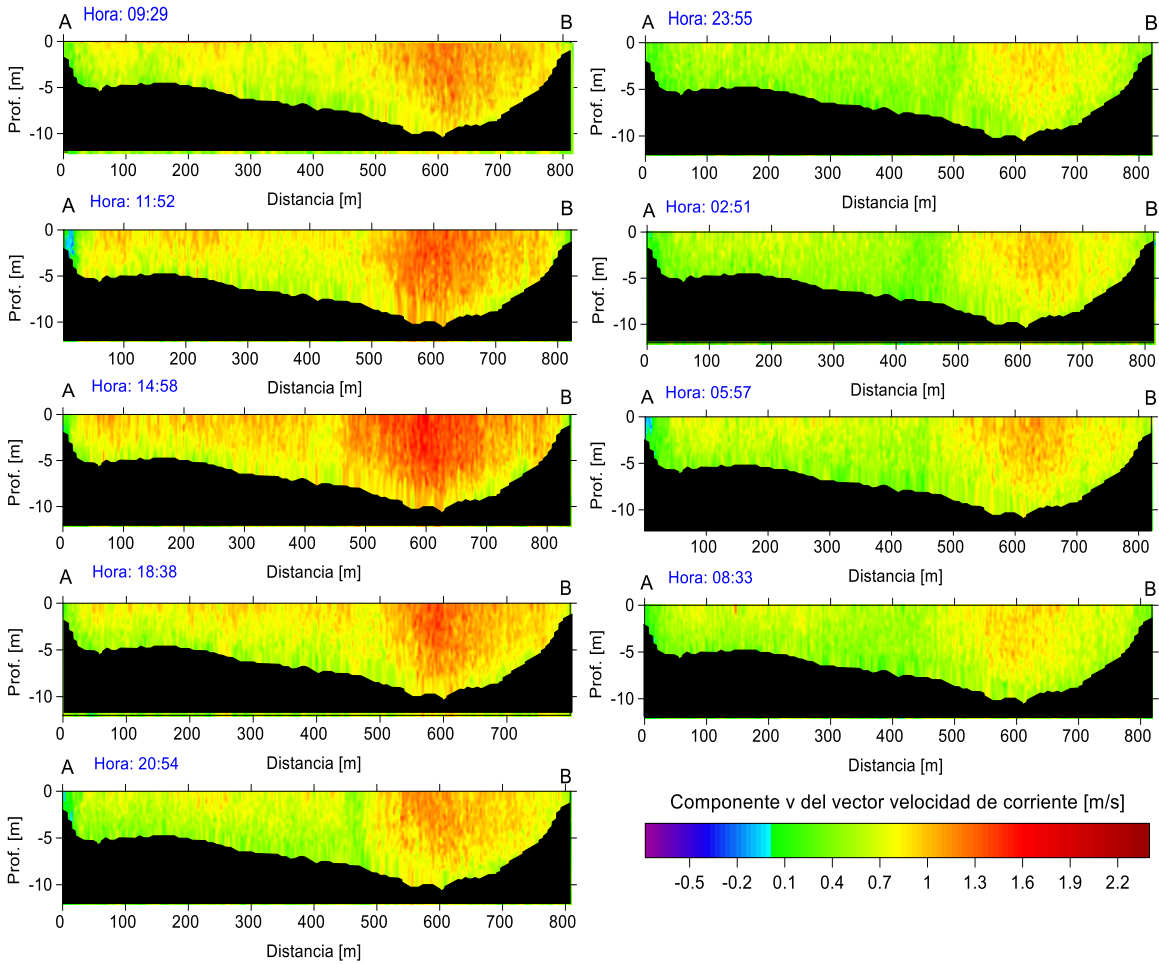 A Hora: 09:29 B
Prof. [m]
0
-5
-10
0 100 200 300 400 500 600 700 800
Distancia [m]
A Hora: 11:52 B
Prof. [m]
0
-5
-10
100 200 300 400 500 600 700 800
Distancia [m]
A Hora: 14:58 B
Prof. [m]
0
-5
-10
0 100 200 300 400 500 600 700 800
Distancia [m]
A Hora: 18:38 B
Prof. [m]
0
-5
-10
0 100 200 300 400 500 600 700
Distancia [m]
A Hora: 20:54 B
Prof. [m]
0
-5
-10
0 100 200 300 400 500 600 700 800
Distancia [m]
A Hora: 23:55 B
Prof. [m]
0
-5
-10
0 100 200 300 400 500 600 700 800
Distancia [m]
A Hora: 02:51 B
Prof. [m]
0
-5
-10
0 100 200 300 400 500 600 700 800
Distancia [m]
A Hora: 05:57 B
Prof. [m]
0
-5
-10
0 100 200 300 400 500 600 700 800
Distancia [m]
A Hora: 08:33 B
Prof. [m]
0
-5
-10
0 100 200 300 400 500 600 700 800
Distancia [m]
Componente v del vector velocidad de corriente [m/s]
-0.5 -0.2 0.1 0.4 0.7 1 1.3 1.6 1.9 2.2